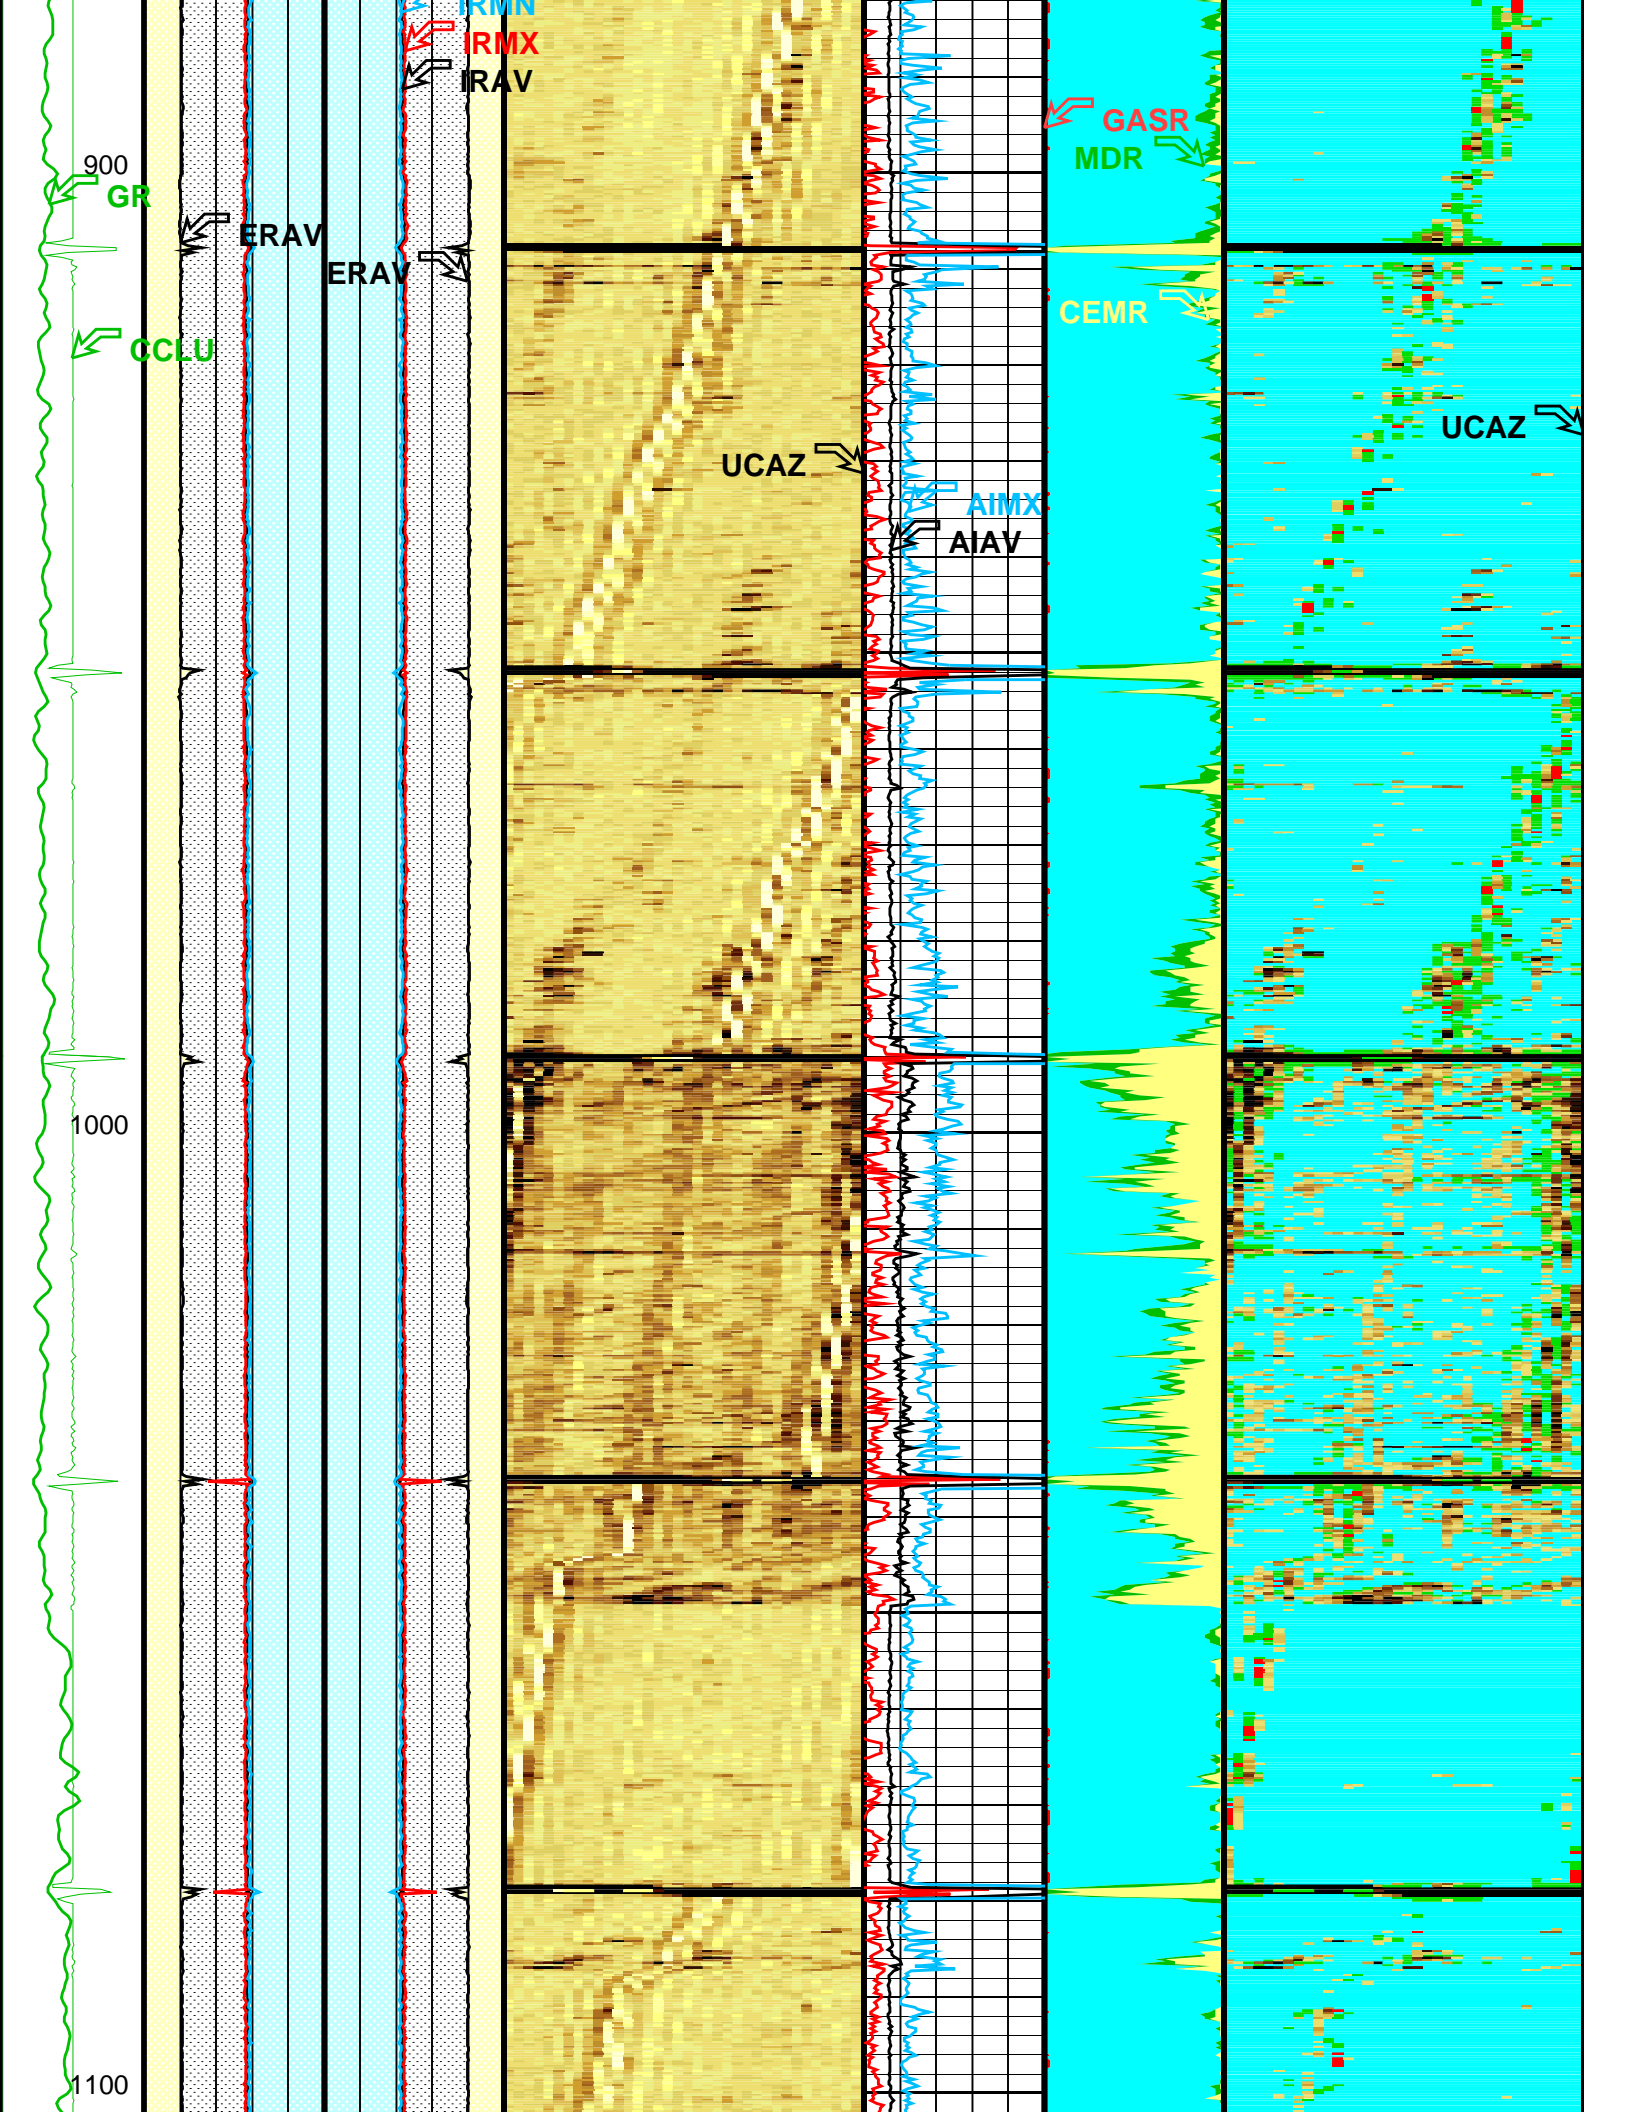 IRMN
IRMX
IRAV
GASR
MDR
900
GR
ERAV
ERAV
CEMR
CCLU
UCAZ
UCAZ
AIMX
AIAV
1000
1100